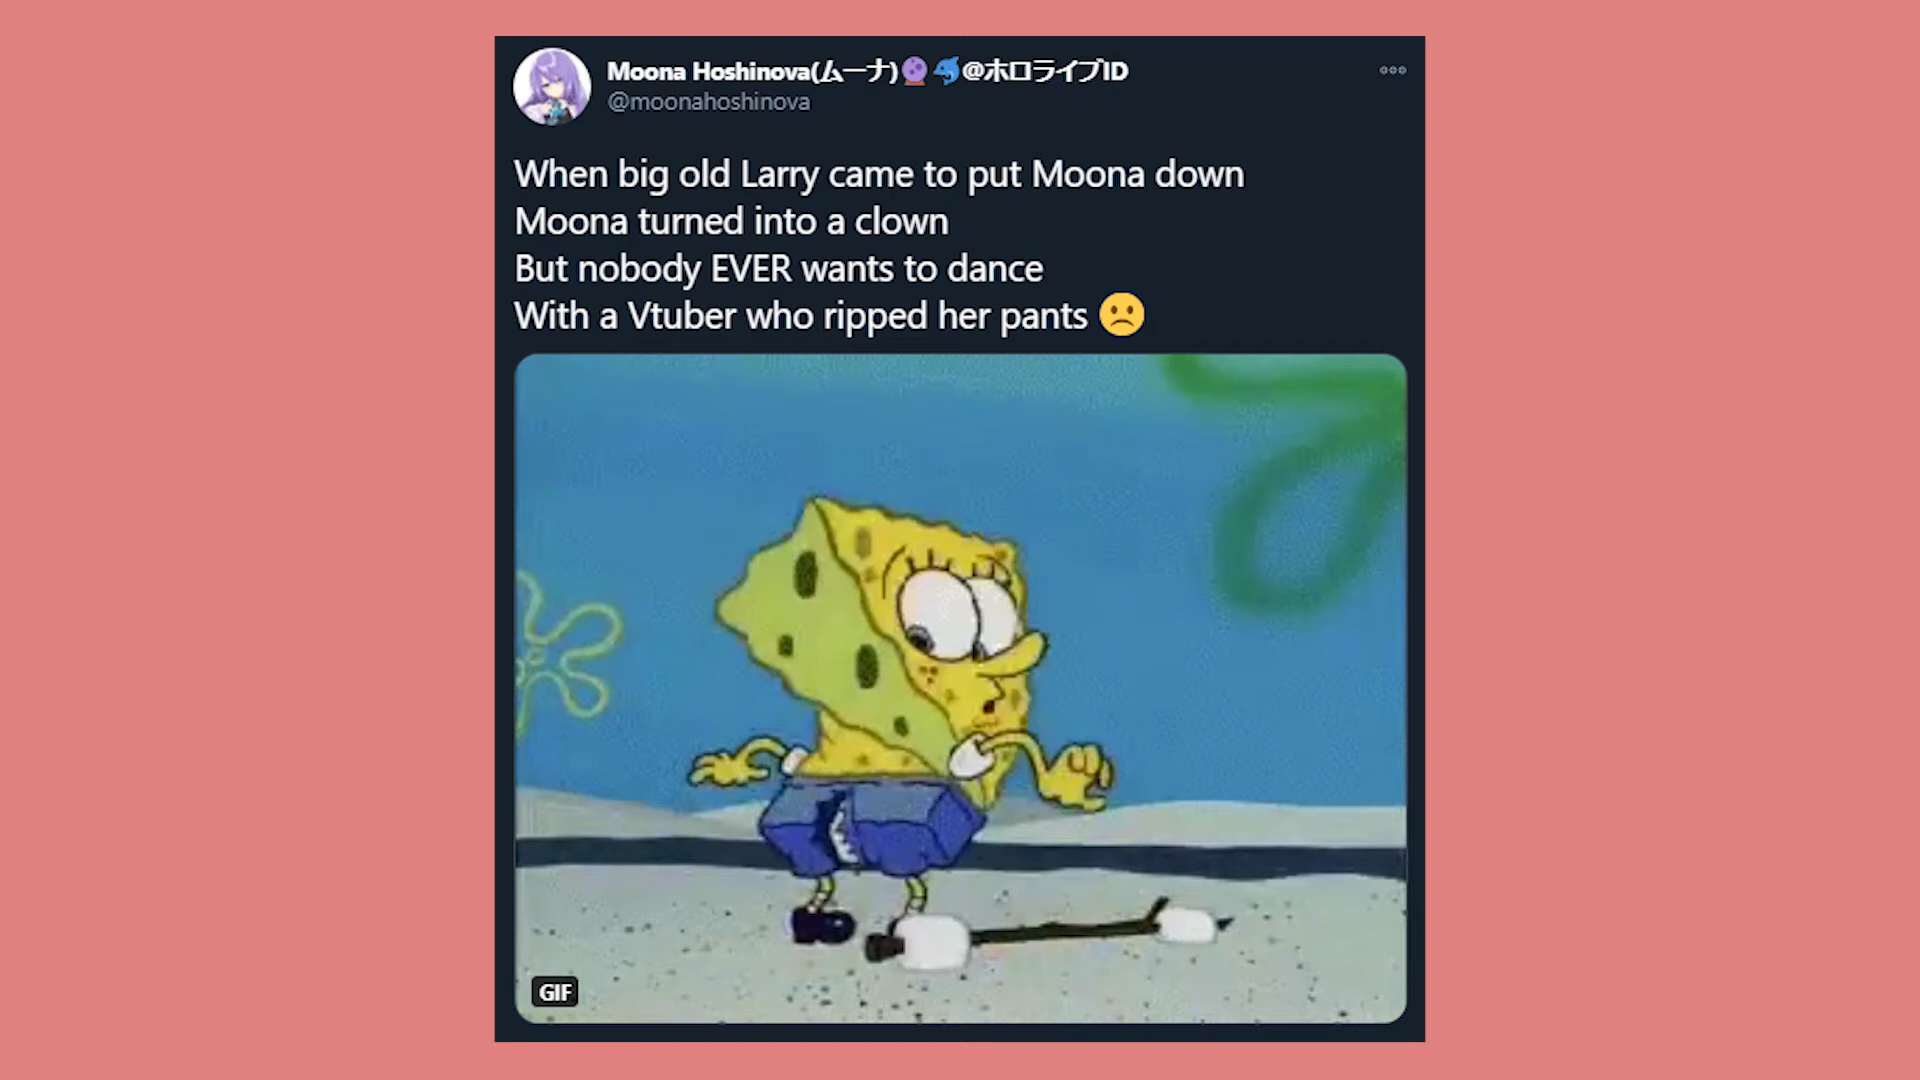 Moona Hoshinova(ムーナ)🔮🐬@ホロライブID
@moonahoshinova
When big old Larry came to put Moona down
Moona turned into a clown
But nobody EVER wants to dance
With a Vtuber who ripped her pants 🙁
GIF